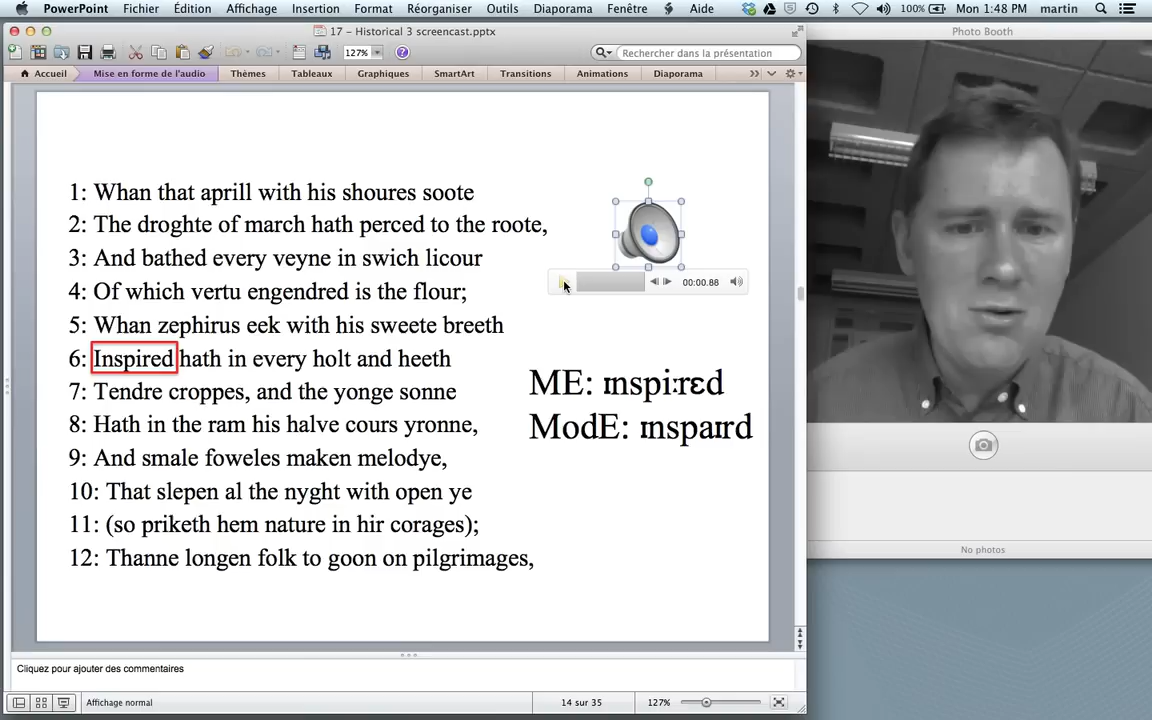 PowerPoint Fichier Édition Affichage Insertion Format Réorganiser Outils Diaporama Fenêtre Aide 100% Mon 1:48 PM martin
17 – Historical 3 screencast.pptx
Photo Booth
127%
Rechercher dans la présentation
Accueil Mise en forme de l'audio Thèmes Tableaux Graphiques SmartArt Transitions Animations Diaporama
1: Whan that aprill with his shoures soote
2: The droghte of march hath perced to the roote,
3: And bathed every veyne in swich licour
4: Of which vertu engendred is the flour;
5: Whan zephirus eek with his sweete breeth
6: Inspired hath in every holt and heeth
7: Tendre croppes, and the yonge sonne
8: Hath in the ram his halve cours yronne,
9: And smale foweles maken melodye,
10: That slepen al the nyght with open ye
11: (so priketh hem nature in hir corages);
12: Thanne longen folk to goon on pilgrimages,
00:00.88
ME: ɪnspiːrɛd
ModE: ɪnspaɪrd
No photos
Cliquez pour ajouter des commentaires
Affichage normal
14 sur 35
127%